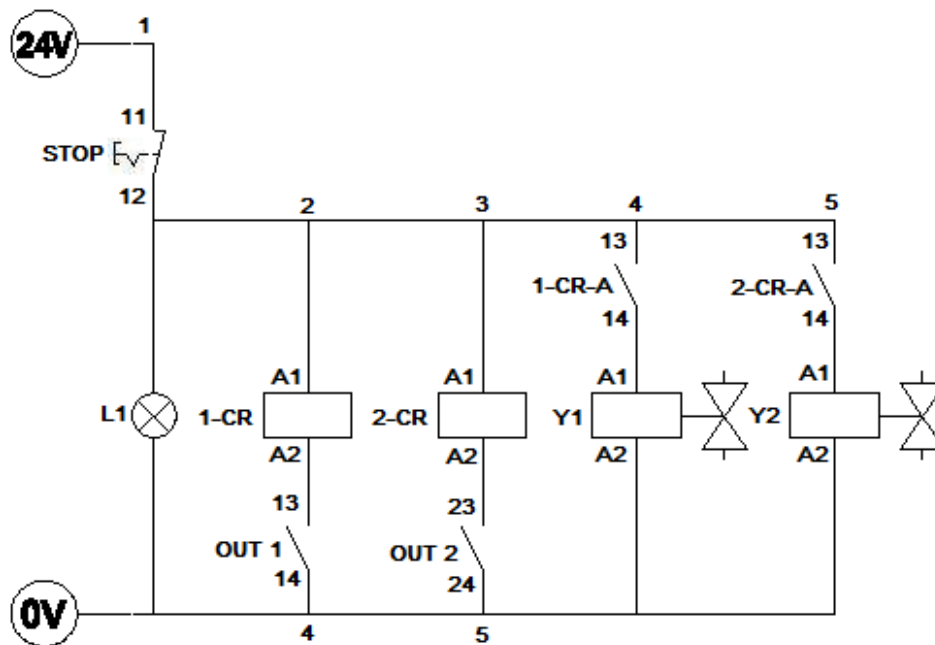 1
24V
11
STOP
12
2 3 4 5
13 13
1-CR-A 2-CR-A
14 14
A1 A1 A1 A1
L1 1-CR 2-CR Y1 Y2
A2 A2 A2 A2
13 23
OUT 1 OUT 2
14 24
0V
4 5